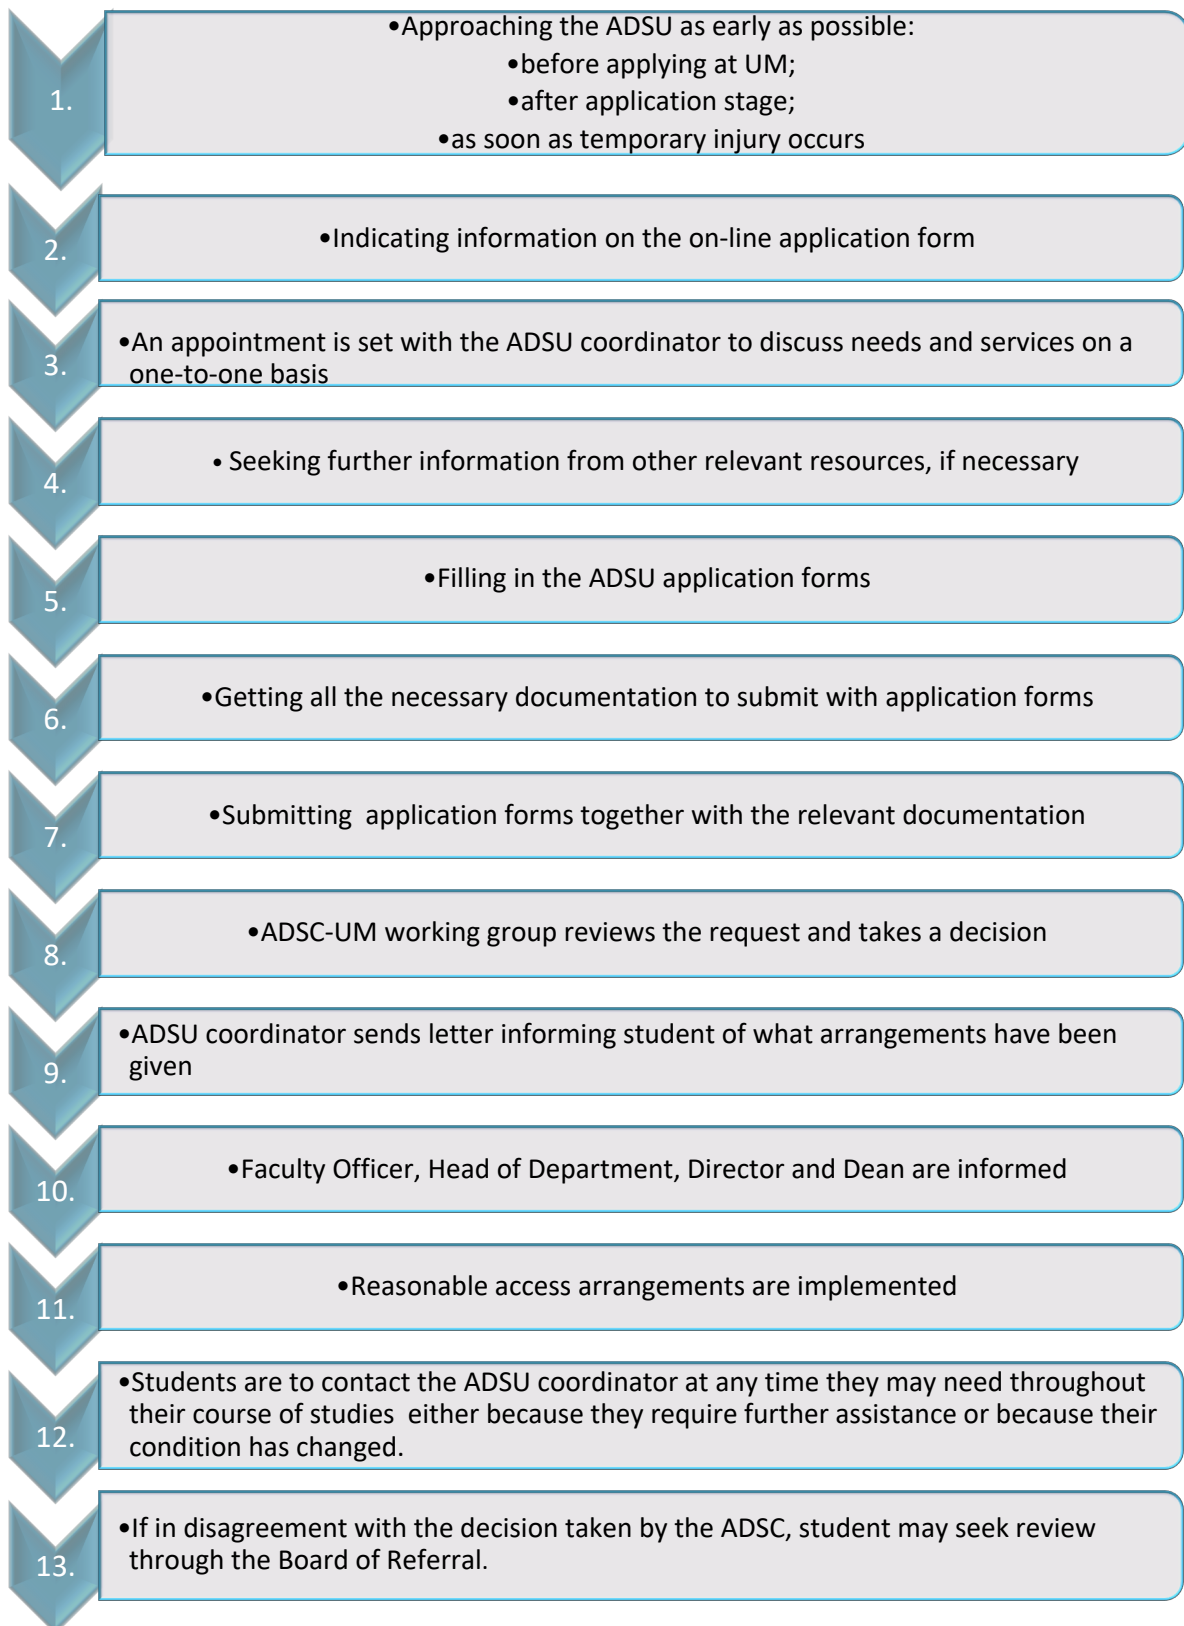 1.
•Approaching the ADSU as early as possible:
•before applying at UM;
•after application stage;
•as soon as temporary injury occurs
2.
•Indicating information on the on-line application form
3.
•An appointment is set with the ADSU coordinator to discuss needs and services on a
one-to-one basis
4.
• Seeking further information from other relevant resources, if necessary
5.
•Filling in the ADSU application forms
6.
•Getting all the necessary documentation to submit with application forms
7.
•Submitting  application forms together with the relevant documentation
8.
•ADSC-UM working group reviews the request and takes a decision
9.
•ADSU coordinator sends letter informing student of what arrangements have been
given
10.
•Faculty Officer, Head of Department, Director and Dean are informed
11.
•Reasonable access arrangements are implemented
12.
•Students are to contact the ADSU coordinator at any time they may need throughout
their course of studies  either because they require further assistance or because their
condition has changed.
13.
•If in disagreement with the decision taken by the ADSC, student may seek review
through the Board of Referral.